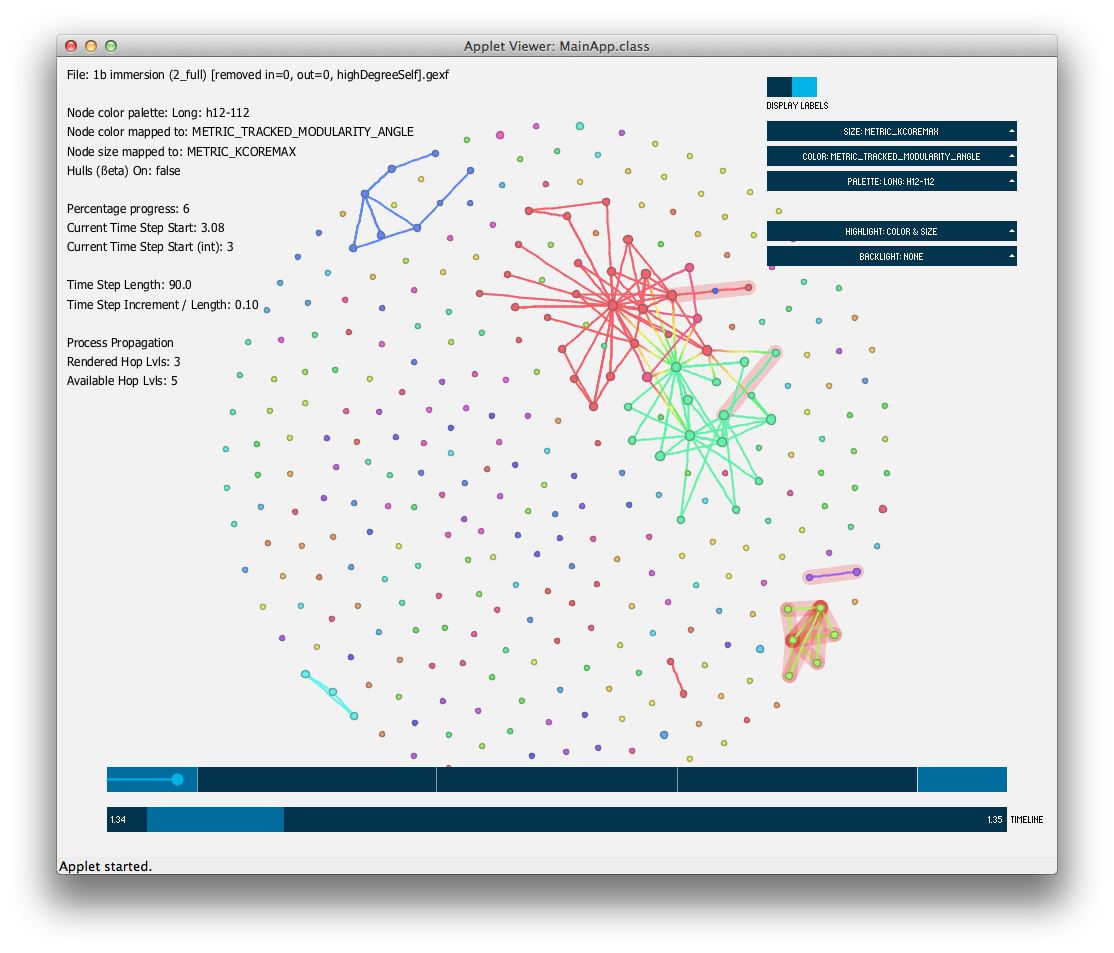 Applet Viewer: MainApp.class
File: 1b immersion (2_full) [removed in=0, out=0, highDegreeSelf].gexf
DISPLAY LABELS
Node color palette: Long: h12-112
Node color mapped to: METRIC_TRACKED_MODULARITY_ANGLE
Node size mapped to: METRIC_KCOREMAX
Hulls (ßeta) On: false
SIZE: METRIC_KCOREMAX
COLOR: METRIC_TRACKED_MODULARITY_ANGLE
PALETTE: LONG: H12-112
Percentage progress: 6
Current Time Step Start: 3.08
Current Time Step Start (int): 3
HIGHLIGHT: COLOR & SIZE
BACKLIGHT: NONE
Time Step Length: 90.0
Time Step Increment / Length: 0.10
Process Propagation
Rendered Hop Lvls: 3
Available Hop Lvls: 5
1.34
1.35
TIMELINE
Applet started.